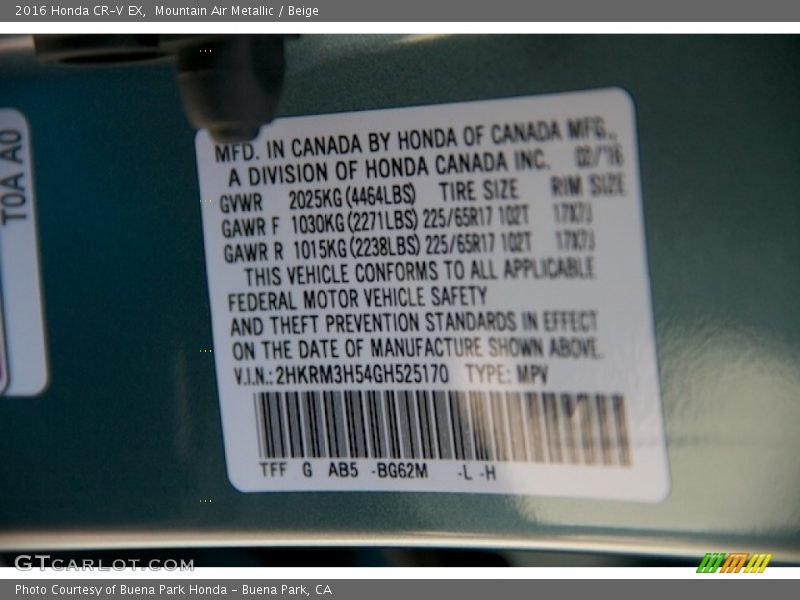 2016 Honda CR-V EX, Mountain Air Metallic / Beige
T0A A0
MFD. IN CANADA BY HONDA OF CANADA MFG.,
A DIVISION OF HONDA CANADA INC. 02/16
GVWR 2025KG (4464LBS) TIRE SIZE RIM SIZE
GAWR F 1030KG (2271LBS) 225/65R17 102T 17X7J
GAWR R 1015KG (2238LBS) 225/65R17 102T 17X7J
THIS VEHICLE CONFORMS TO ALL APPLICABLE
FEDERAL MOTOR VEHICLE SAFETY
AND THEFT PREVENTION STANDARDS IN EFFECT
ON THE DATE OF MANUFACTURE SHOWN ABOVE.
V.I.N.: 2HKRM3H54GH525170 TYPE: MPV
TFF G AB5 -BG62M -L -H
GTCARLOT.COM
Photo Courtesy of Buena Park Honda - Buena Park, CA